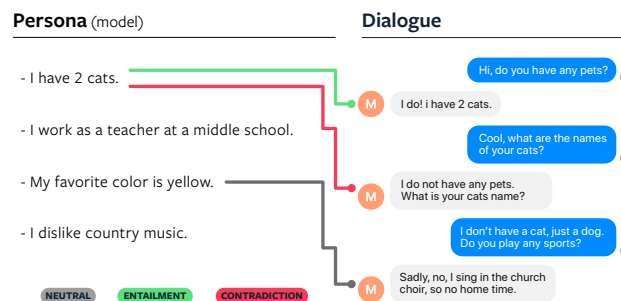 Persona (model)
- I have 2 cats.
- I work as a teacher at a middle school.
- My favorite color is yellow.
- I dislike country music.
NEUTRAL ENTAILMENT CONTRADICTION
Dialogue
Hi, do you have any pets?
M
I do! i have 2 cats.
Cool, what are the names
of your cats?
M
I do not have any pets.
What is your cats name?
I don't have a cat, just a dog.
Do you play any sports?
M
Sadly, no, I sing in the church
choir, so no home time.